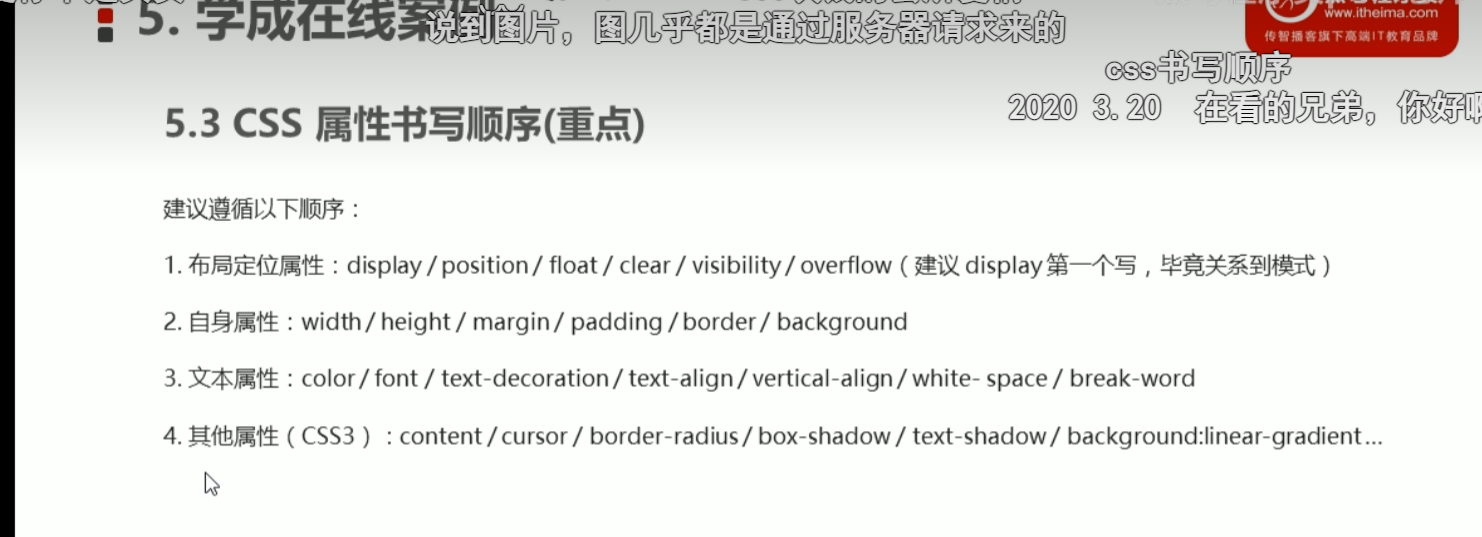 5. 学成在线案例
说到图片，图几乎都是通过服务器请求来的
www.itheima.com
传智播客旗下高端IT教育品牌
css书写顺序
2020 3.20 在看的兄弟，你好啊
5.3 CSS 属性书写顺序(重点)
建议遵循以下顺序：
1. 布局定位属性：display / position / float / clear / visibility / overflow（建议 display 第一个写，毕竟关系到模式）
2. 自身属性：width / height / margin / padding / border / background
3. 文本属性：color / font / text-decoration / text-align / vertical-align / white- space / break-word
4. 其他属性（CSS3）：content / cursor / border-radius / box-shadow / text-shadow / background:linear-gradient…